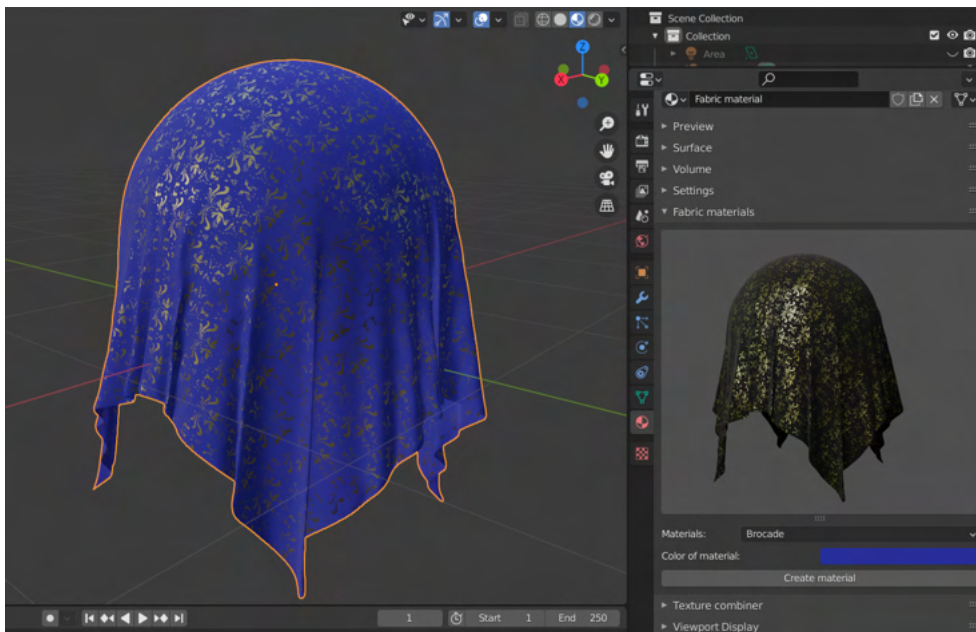 Scene Collection
Collection
Area
Z
X
Y
Fabric material
Preview
Surface
Volume
Settings
Fabric materials
Materials: Brocade
Color of material:
Create material
Texture combiner
Viewport Display
1 Start 1 End 250